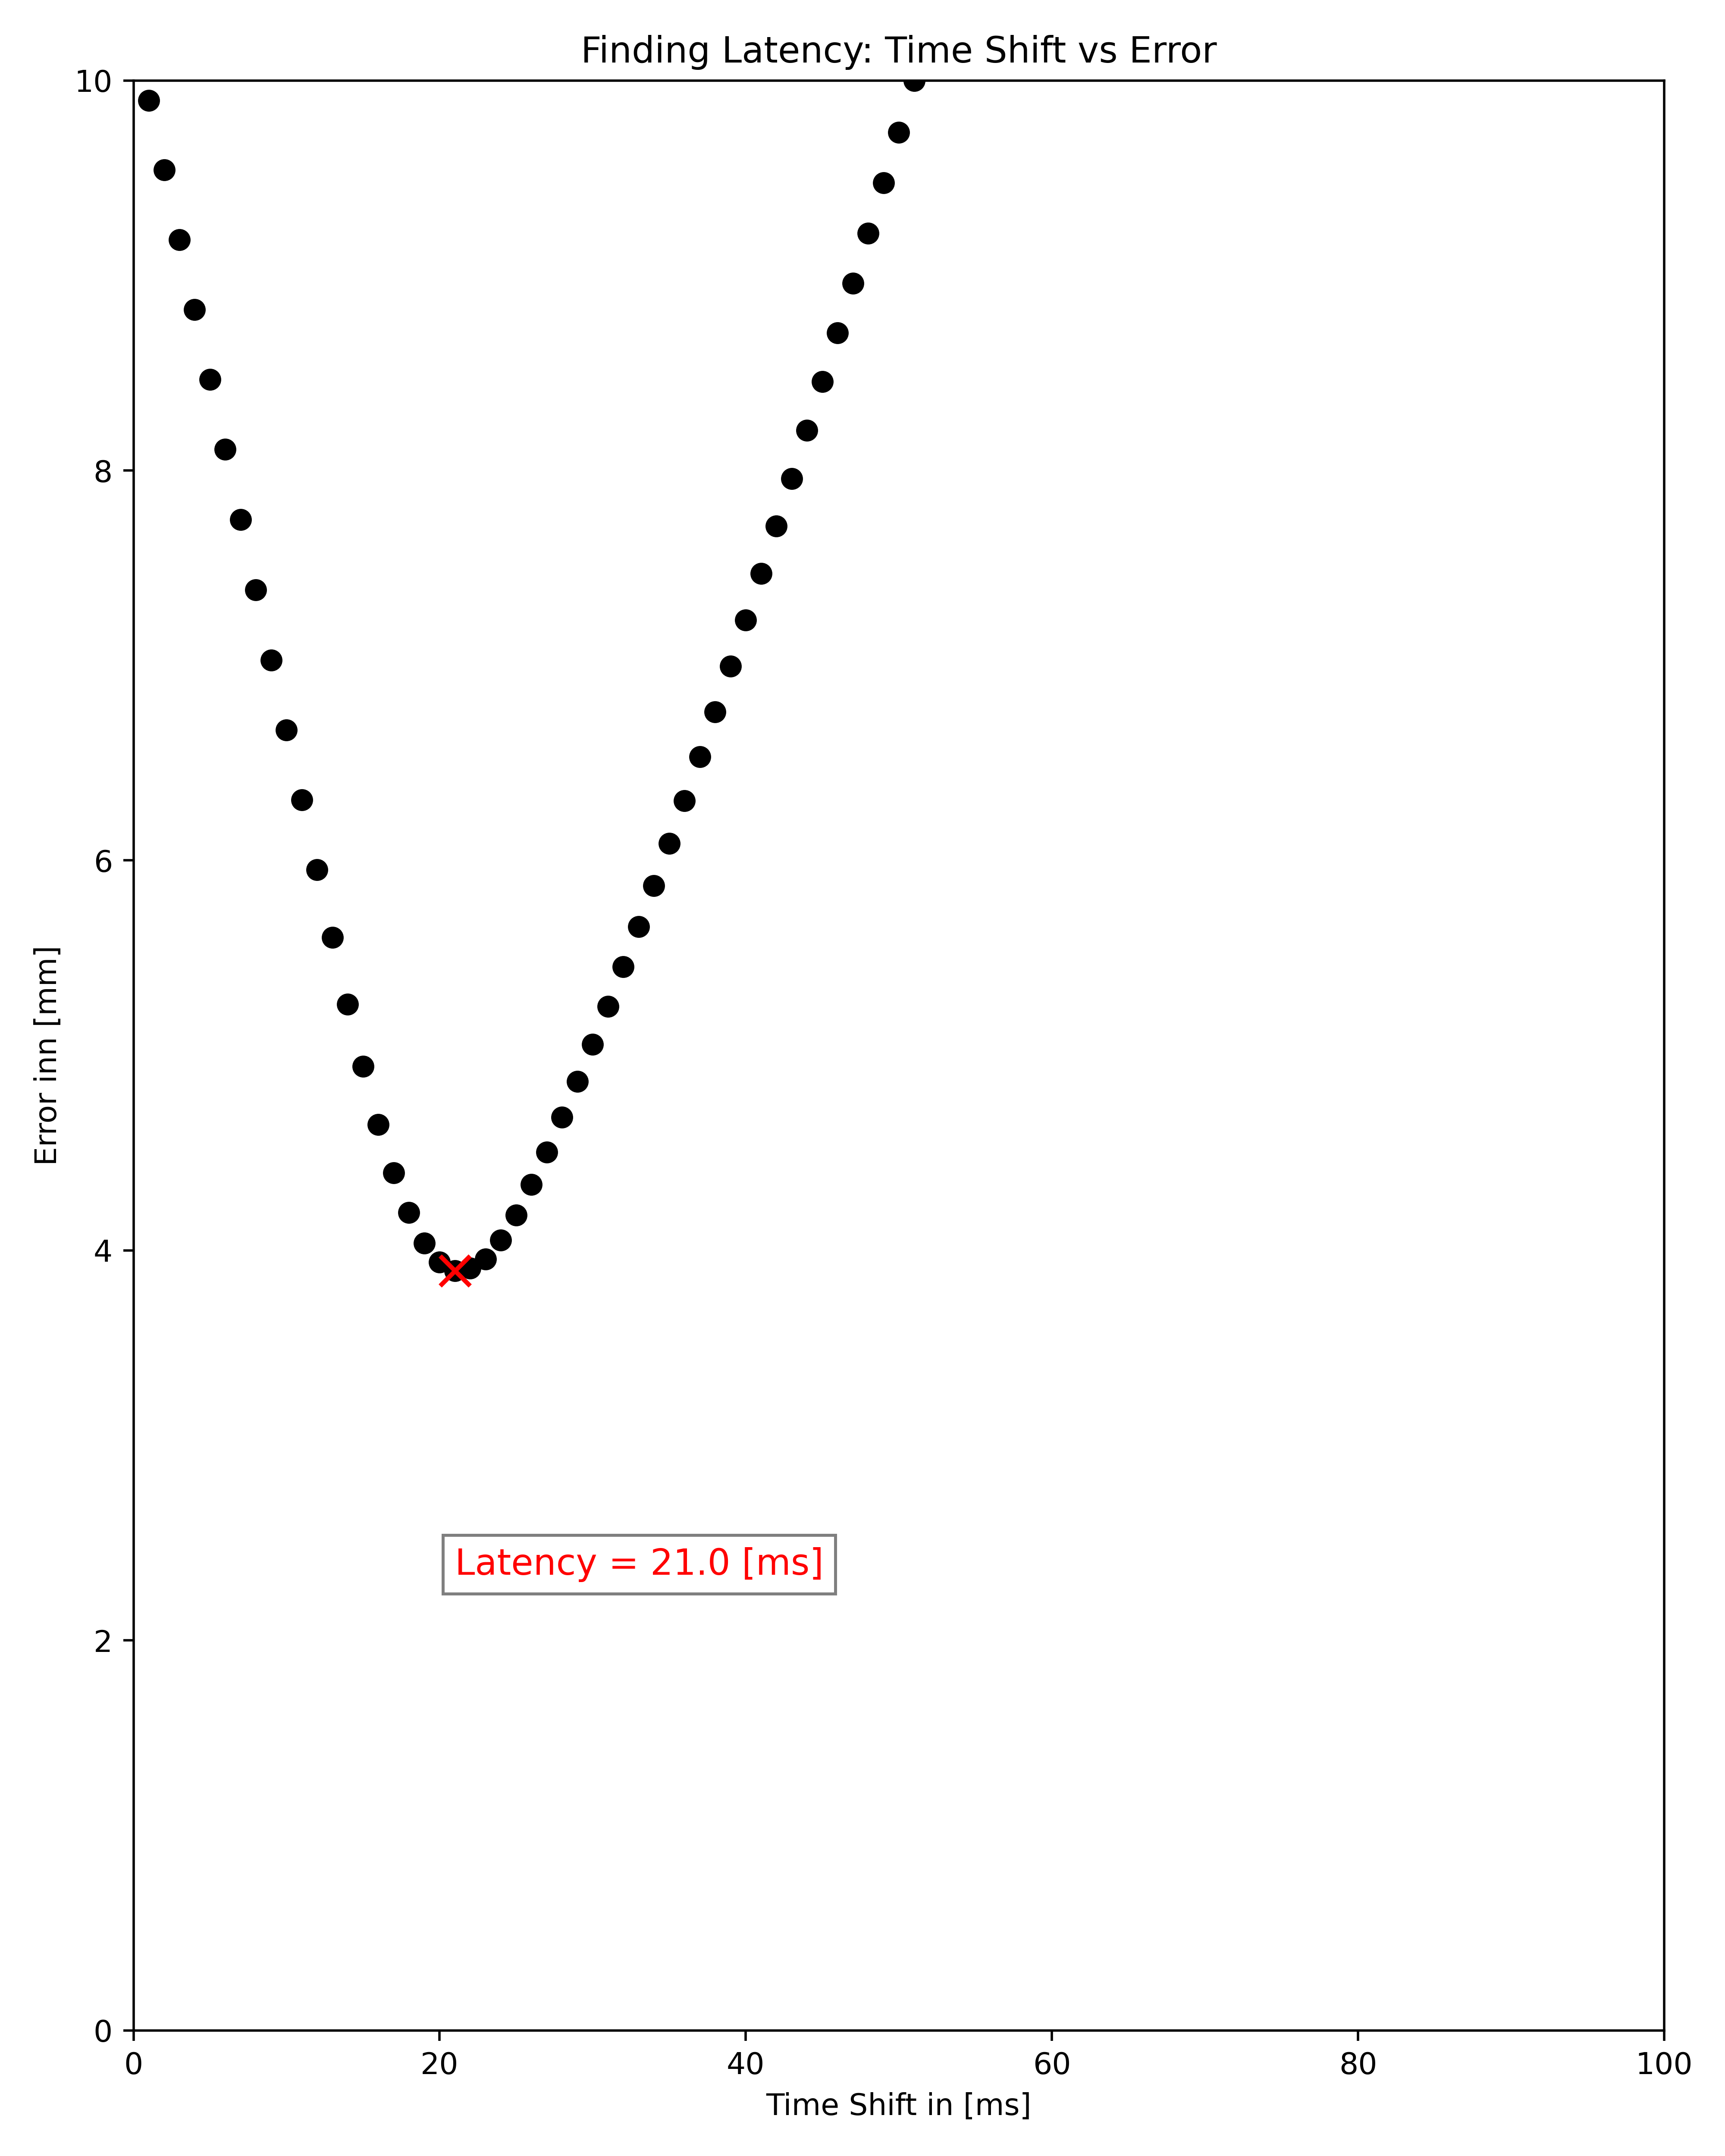 Finding Latency: Time Shift vs Error
10
8
6
4
2
0
Error inn [mm]
Latency = 21.0 [ms]
0 20 40 60 80 100
Time Shift in [ms]